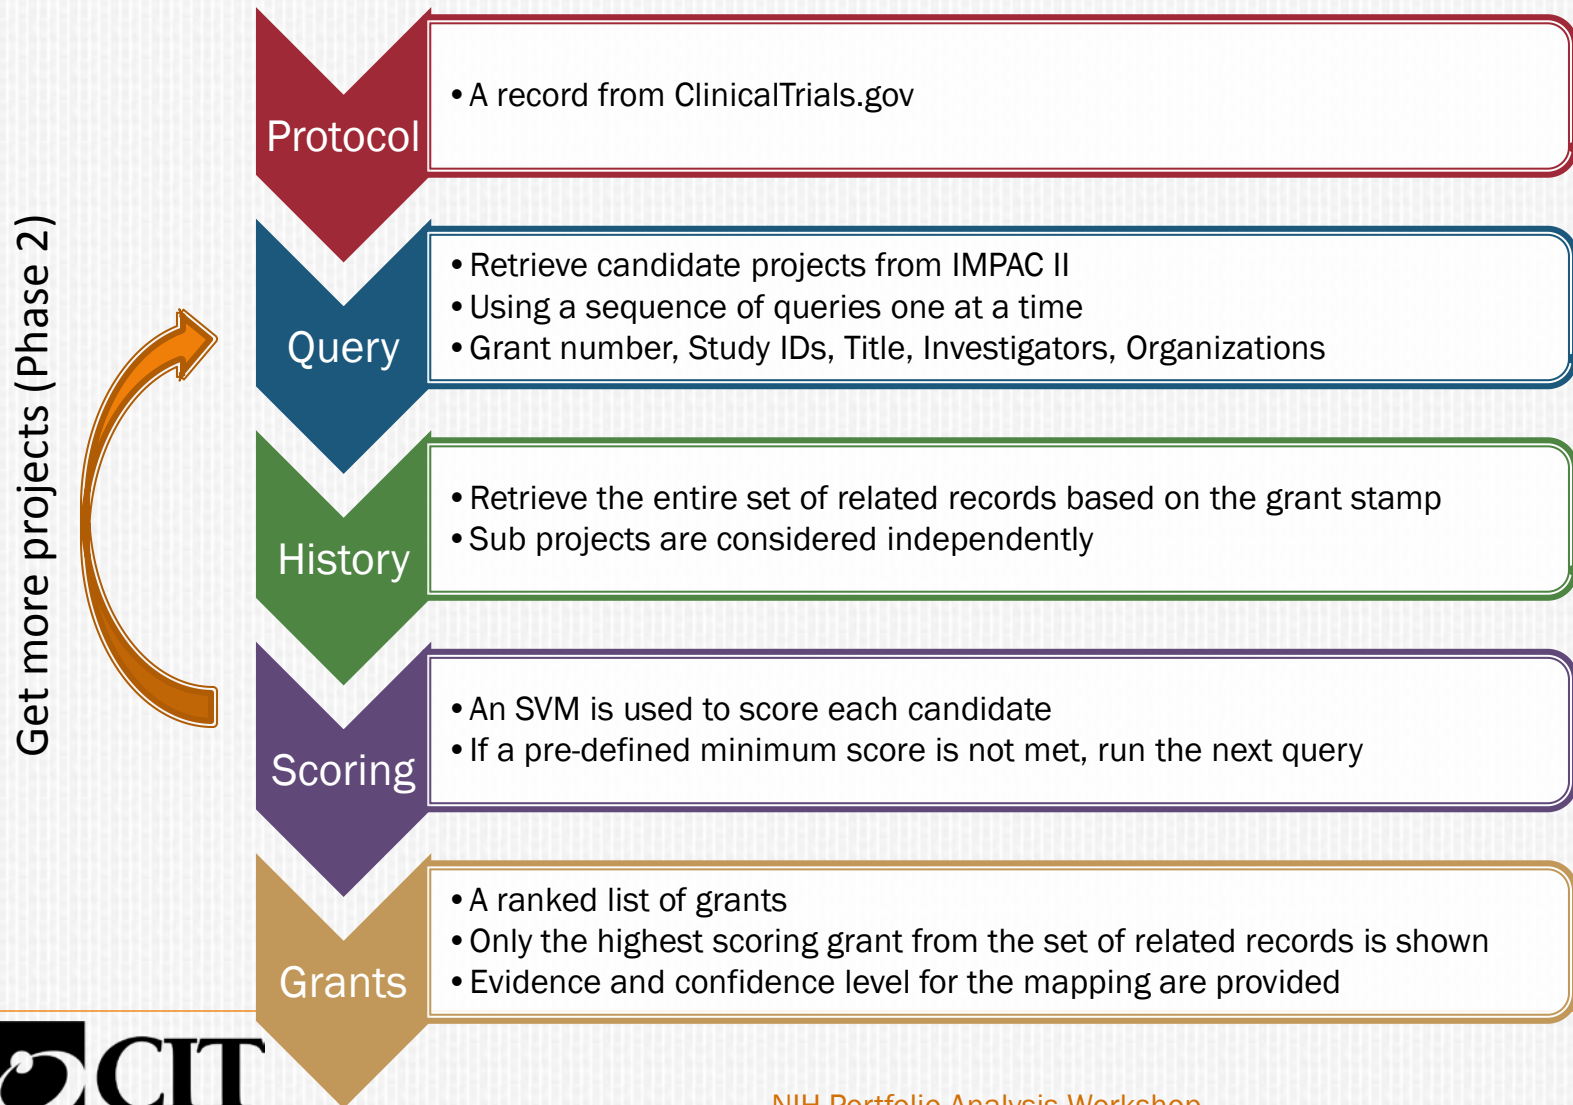 Get more projects (Phase 2)
Protocol
• A record from ClinicalTrials.gov
Query
• Retrieve candidate projects from IMPAC II
• Using a sequence of queries one at a time
• Grant number, Study IDs, Title, Investigators, Organizations
History
• Retrieve the entire set of related records based on the grant stamp
• Sub projects are considered independently
Scoring
• An SVM is used to score each candidate
• If a pre-defined minimum score is not met, run the next query
Grants
• A ranked list of grants
• Only the highest scoring grant from the set of related records is shown
• Evidence and confidence level for the mapping are provided
CIT
NIH Portfolio Analysis Workshop